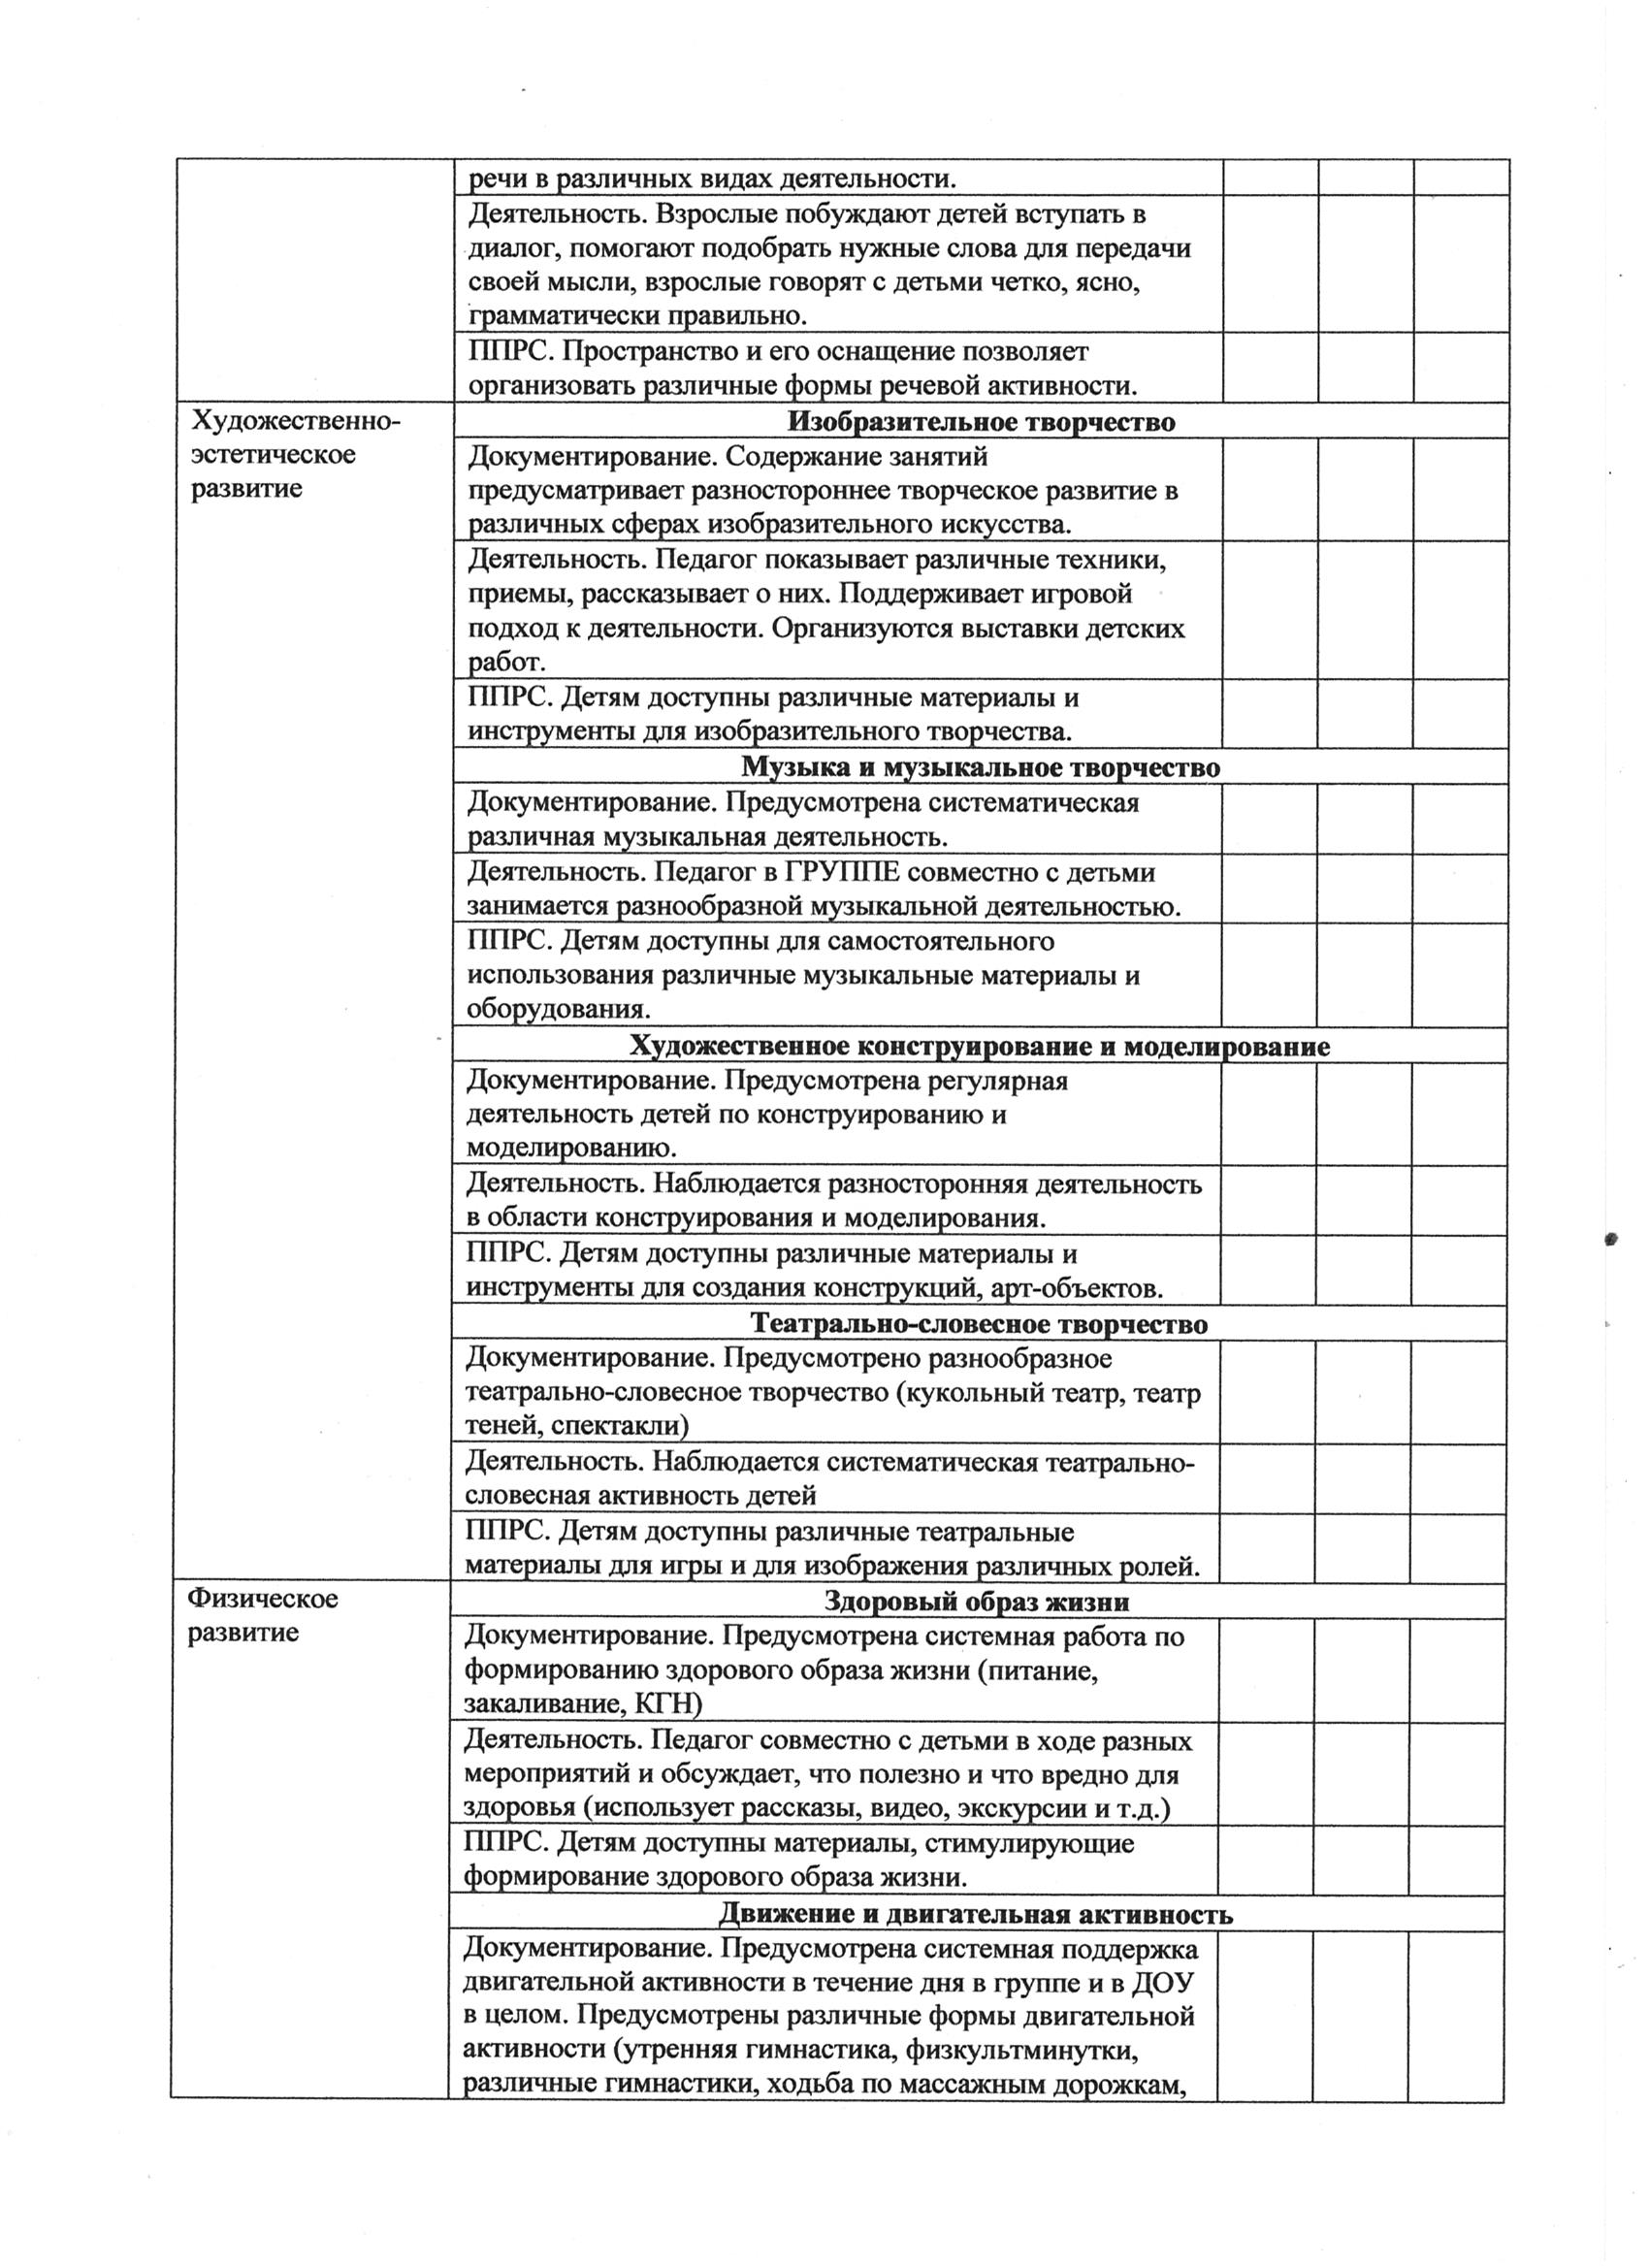 речи в различных видах деятельности.
Деятельность. Взрослые побуждают детей вступать в
диалог, помогают подобрать нужные слова для передачи
своей мысли, взрослые говорят с детьми четко, ясно,
грамматически правильно.
ППРС. Пространство и его оснащение позволяет
организовать различные формы речевой активности.
Художественно-
эстетическое
развитие
Изобразительное творчество
Документирование. Содержание занятий
предусматривает разностороннее творческое развитие в
различных сферах изобразительного искусства.
Деятельность. Педагог показывает различные техники,
приемы, рассказывает о них. Поддерживает игровой
подход к деятельности. Организуются выставки детских
работ.
ППРС. Детям доступны различные материалы и
инструменты для изобразительного творчества.
Музыка и музыкальное творчество
Документирование. Предусмотрена систематическая
различная музыкальная деятельность.
Деятельность. Педагог в ГРУППЕ совместно с детьми
занимается разнообразной музыкальной деятельностью.
ППРС. Детям доступны для самостоятельного
использования различные музыкальные материалы и
оборудования.
Художественное конструирование и моделирование
Документирование. Предусмотрена регулярная
деятельность детей по конструированию и
моделированию.
Деятельность. Наблюдается разносторонняя деятельность
в области конструирования и моделирования.
ППРС. Детям доступны различные материалы и
инструменты для создания конструкций, арт-объектов.
Театрально-словесное творчество
Документирование. Предусмотрено разнообразное
театрально-словесное творчество (кукольный театр, театр
теней, спектакли)
Деятельность. Наблюдается систематическая театрально-
словесная активность детей
ППРС. Детям доступны различные театральные
материалы для игры и для изображения различных ролей.
Физическое
развитие
Здоровый образ жизни
Документирование. Предусмотрена системная работа по
формированию здорового образа жизни (питание,
закаливание, КГН)
Деятельность. Педагог совместно с детьми в ходе разных
мероприятий и обсуждает, что полезно и что вредно для
здоровья (использует рассказы, видео, экскурсии и т.д.)
ППРС. Детям доступны материалы, стимулирующие
формирование здорового образа жизни.
Движение и двигательная активность
Документирование. Предусмотрена системная поддержка
двигательной активности в течение дня в группе и в ДОУ
в целом. Предусмотрены различные формы двигательной
активности (утренняя гимнастика, физкультминутки,
различные гимнастики, ходьба по массажным дорожкам,